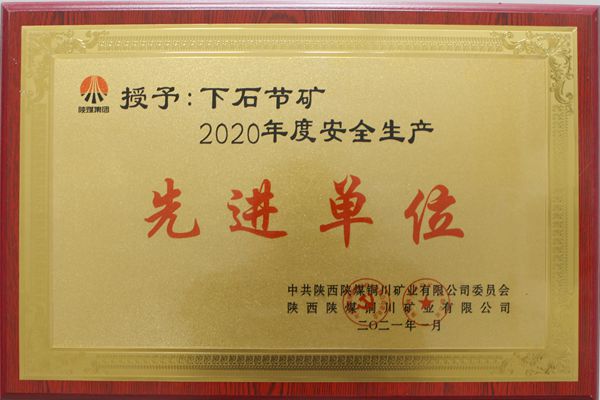 陕煤集团
授予：下石节矿
2020年度安全生产
先进单位
中共陕西陕煤铜川矿业有限公司委员会
陕西陕煤铜川矿业有限公司
二〇二一年一月